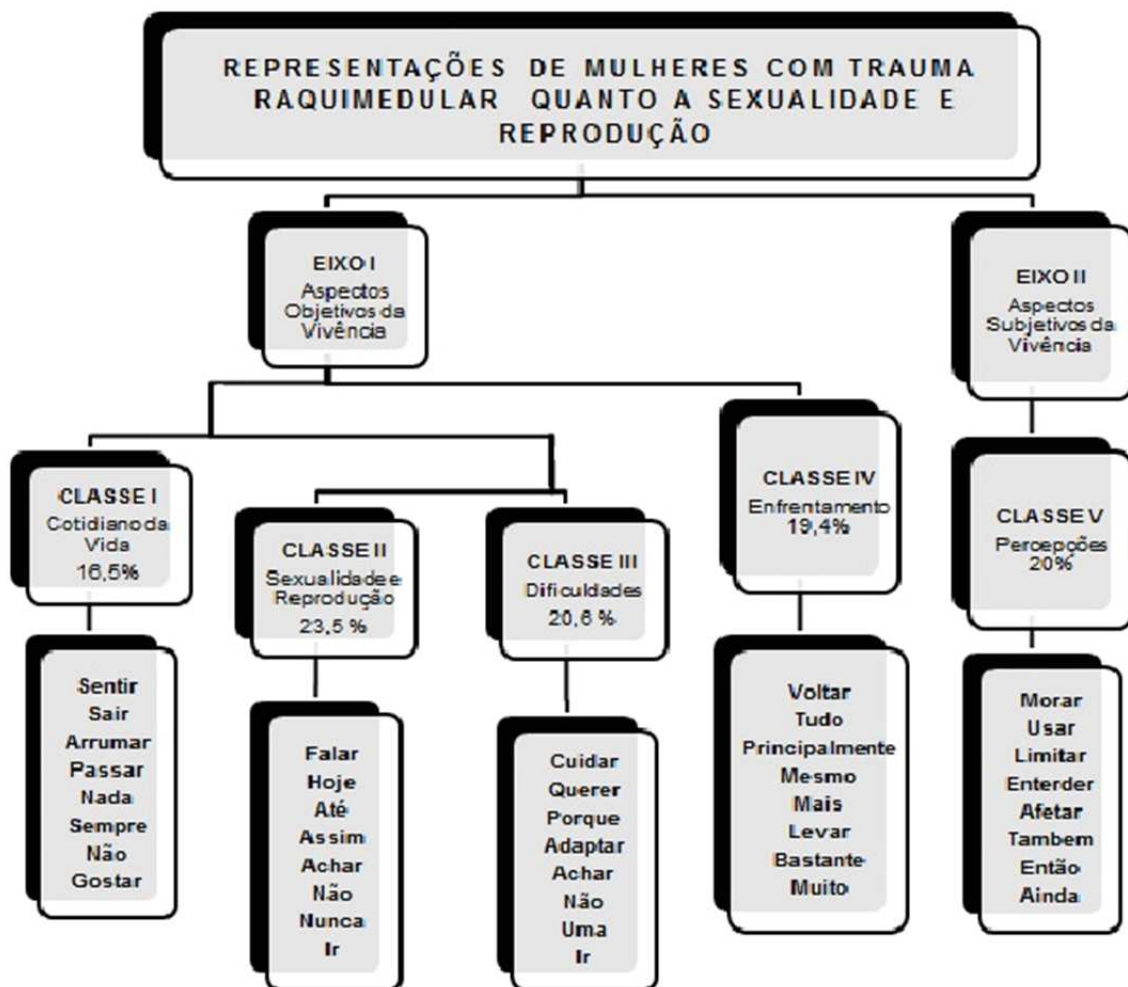 REPRESENTAÇÕES DE MULHERES COM TRAUMA
RAQUIMEDULAR QUANTO A SEXUALIDADE E
REPRODUÇÃO
EIXO I
Aspectos
Objetivos da
Vivência
EIXO II
Aspectos
Subjetivos da
Vivência
CLASSE I
Cotidiano da
Vida
16,5%
CLASSE II
Sexualidade e
Reprodução
23,5 %
CLASSE III
Dificuldades
20,6 %
CLASSE IV
Enfrentamento
19,4%
CLASSE V
Percepções
20%
Sentir
Sair
Arrumar
Passar
Nada
Sempre
Não
Gostar
Falar
Hoje
Até
Assim
Achar
Não
Nunca
Ir
Cuidar
Querer
Porque
Adaptar
Achar
Não
Uma
Ir
Voltar
Tudo
Principalmente
Mesmo
Mais
Levar
Bastante
Muito
Morar
Usar
Limitar
Enterder
Afetar
Tambem
Então
Ainda